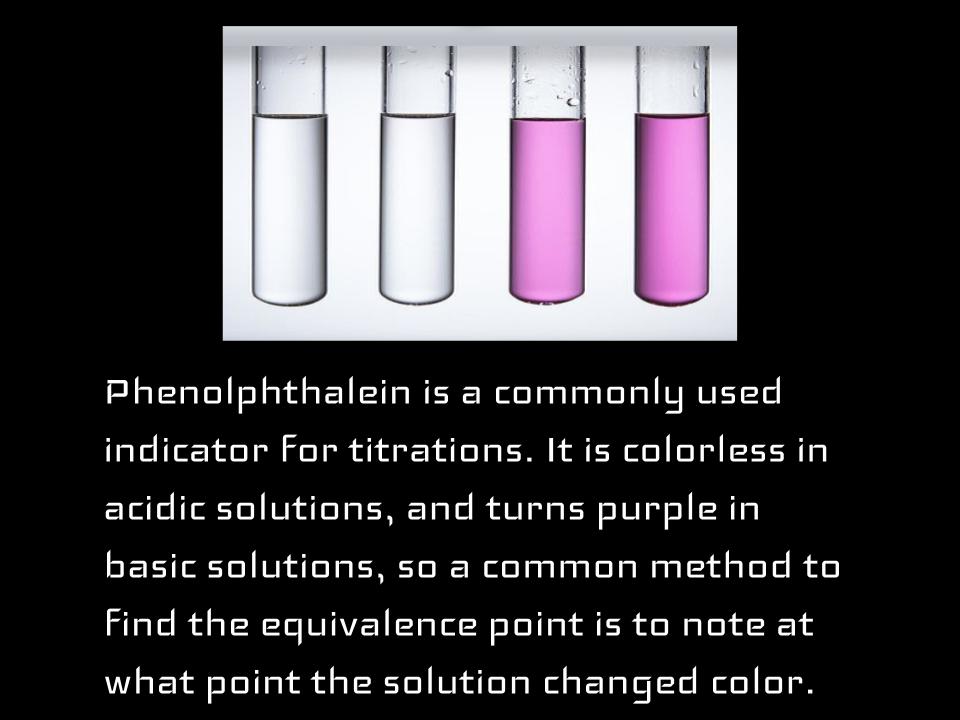 Phenolphthalein is a commonly used
indicator for titrations. It is colorless in
acidic solutions, and turns purple in
basic solutions, so a common method to
find the equivalence point is to note at
what point the solution changed color.